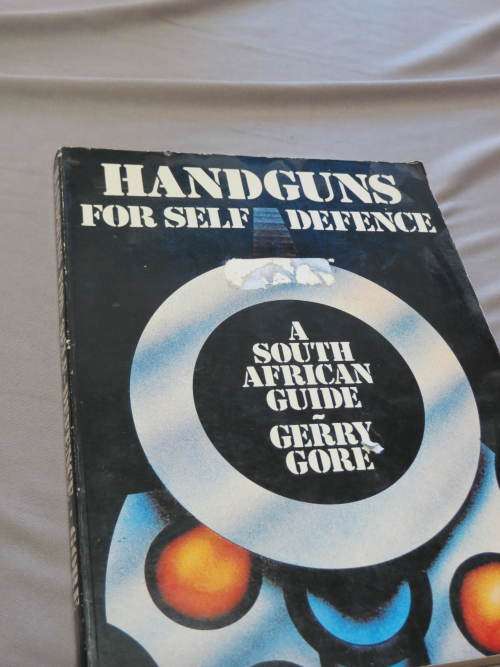 HANDGUNS
FOR SELF DEFENCE
A
SOUTH
AFRICAN
GUIDE
~
GERRY
GORE